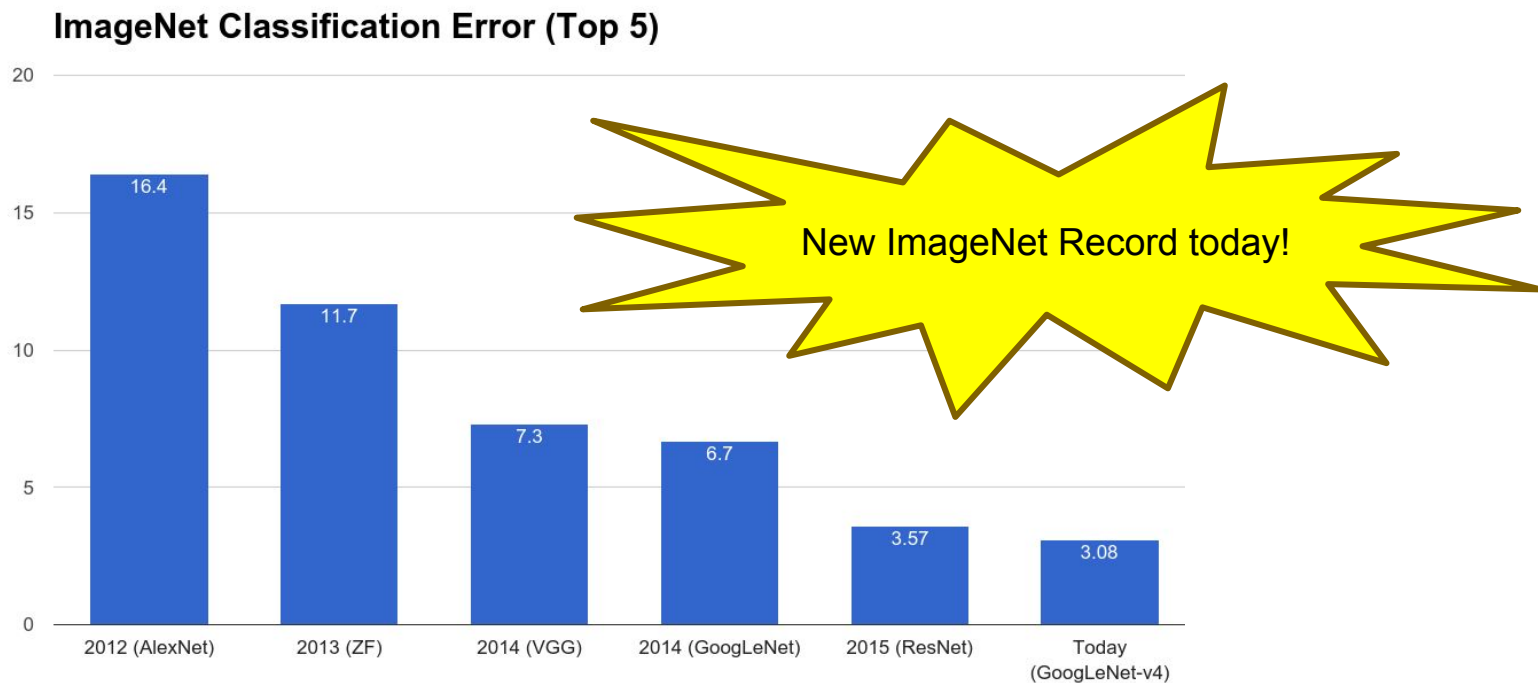 ImageNet Classification Error (Top 5)
20
15
10
5
0
16.4
11.7
7.3
6.7
3.57
3.08
New ImageNet Record today!
2012 (AlexNet)
2013 (ZF)
2014 (VGG)
2014 (GoogLeNet)
2015 (ResNet)
Today
(GoogLeNet-v4)